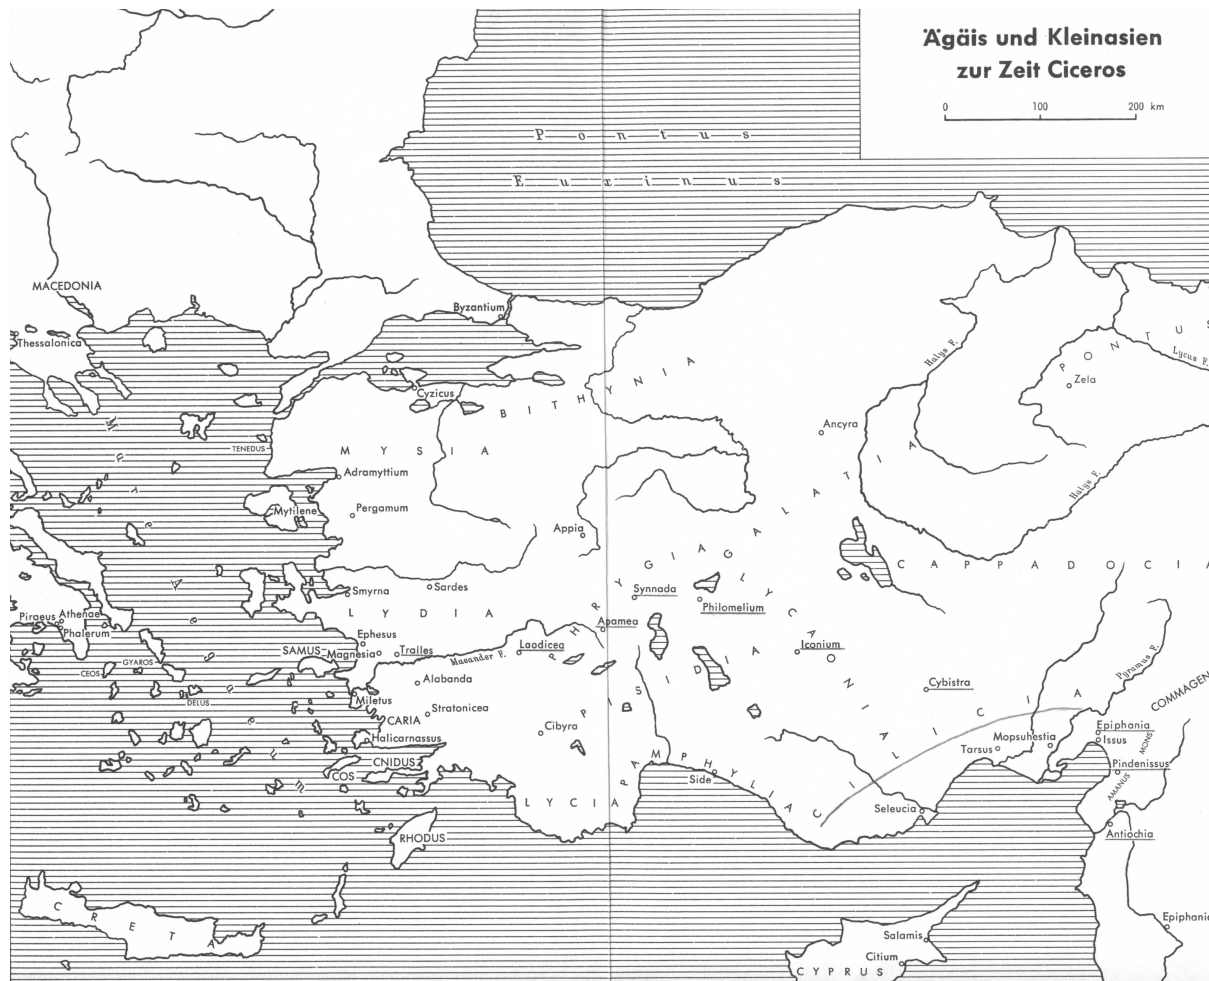 Ägäis und Kleinasien
zur Zeit Ciceros
0 100 200 km
Pontus
Euxinus
MACEDONIA
Thessalonica
Byzantium
Cyzicus
BITHYNIA
Halys F.
PONTUS
Lycus F.
Zela
Mare Aegaeum
TENEDUS
MYSIA
Adramyttium
Mytilene
Pergamum
Appia
Ancyra
GALATIA
Halys F.
CAPPADOCIA
PHRYGIA
Synnada
Philomelium
LYCAONIA
Smyrna
Sardes
LYDIA
Piraeus
Athenae
Phalerum
Ephesus
SAMUS
Magnesia
Tralles
Maeander F.
Laodicea
Apamea
Iconium
PISIDIA
CEOS
GYAROS
DELUS
Alabanda
Miletus
Stratonicea
CARIA
Halicarnassus
Cibyra
Cybistra
Pyramus F.
COMMAGEN
CILICIA
Epiphania
Issus
Mopsuhestia
Tarsus
AMANUS MONS
Pindenissus
CNIDUS
COS
PAMPHYLIA
Side
LYCIA
Seleucia
Antiochia
RHODUS
CRETA
Epiphania
Salamis
Citium
CYPRUS